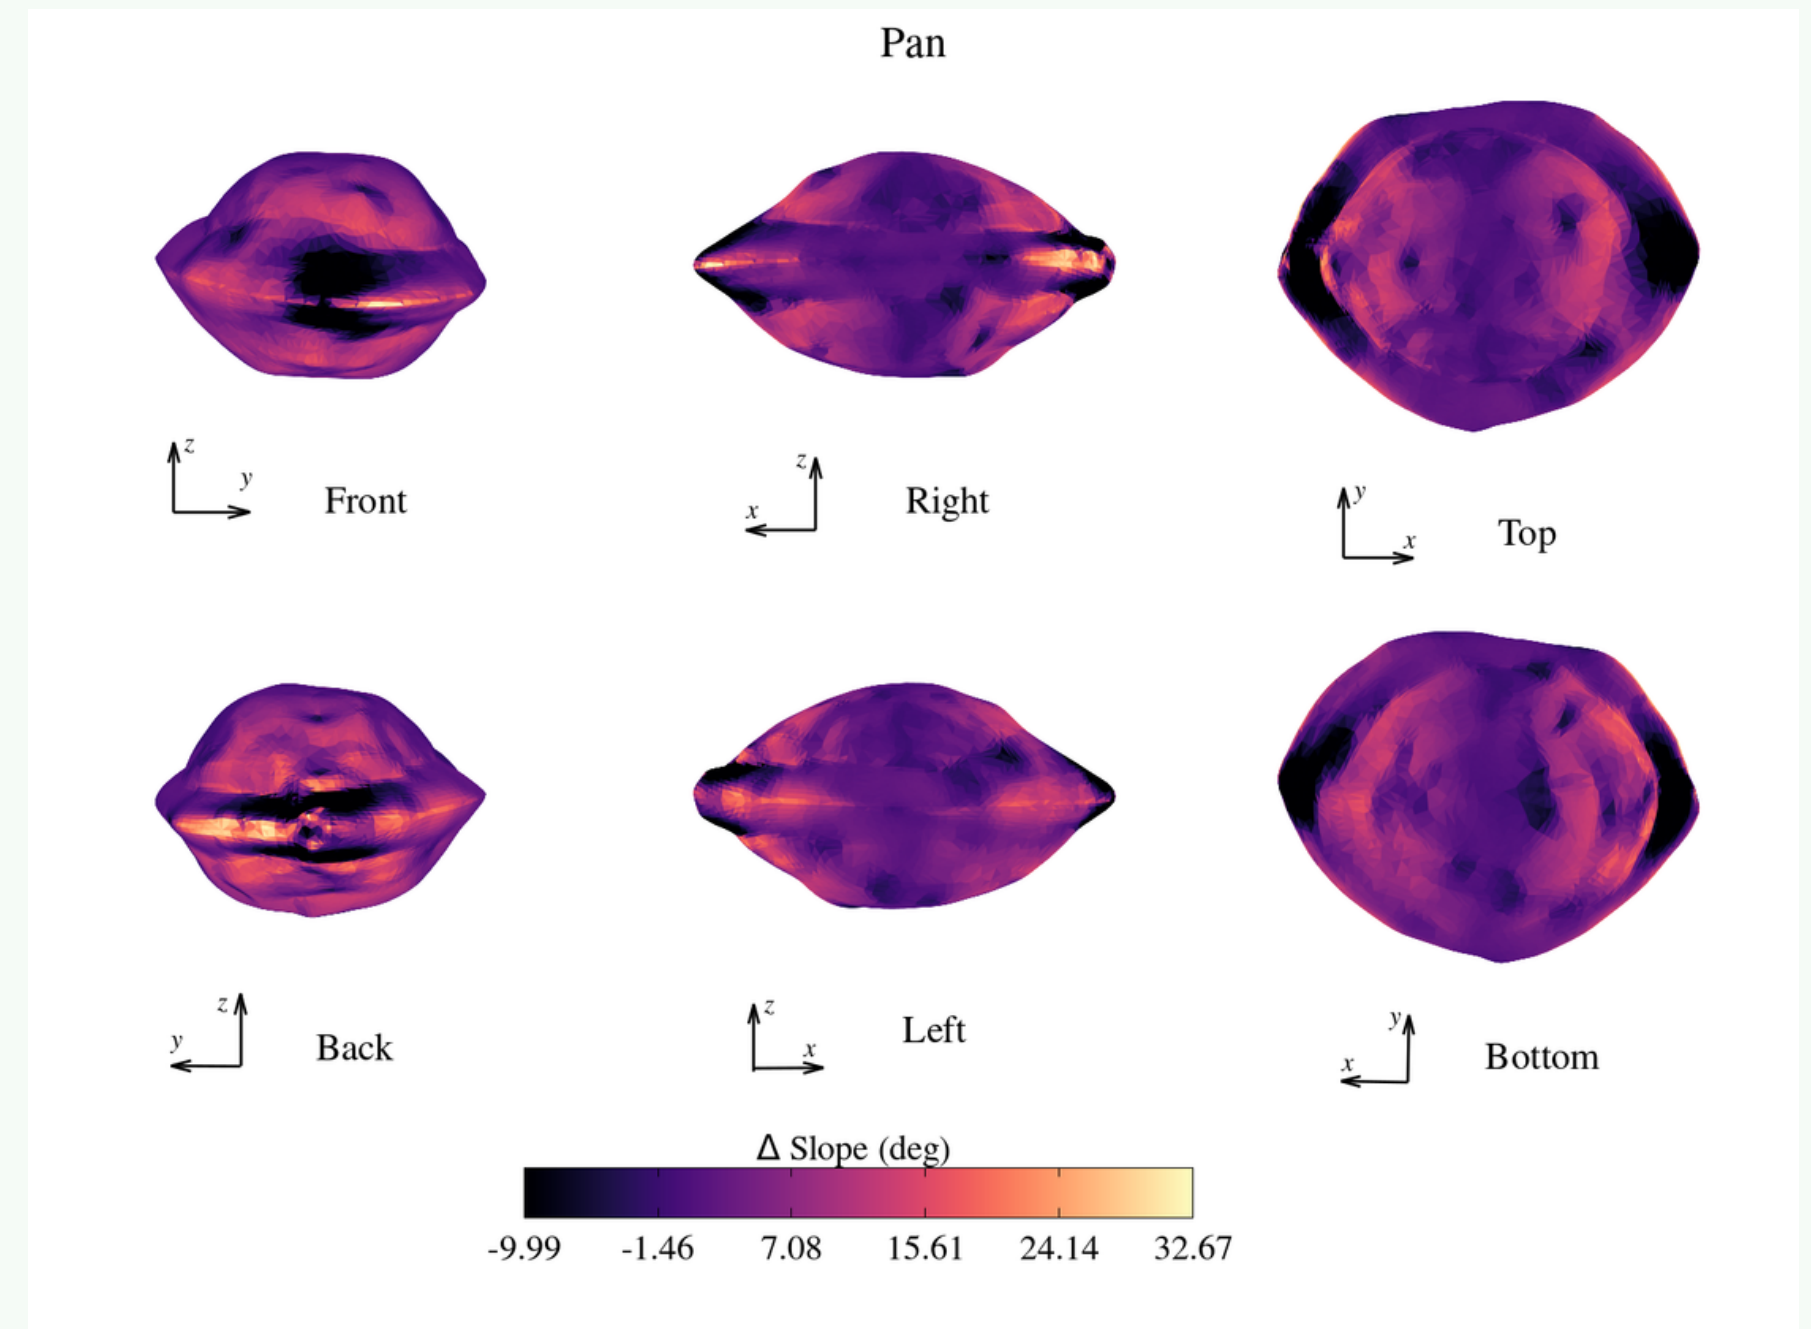 Pan
z
y
Front
z
x
Right
y
x
Top
z
y
Back
z
x
Left
y
x
Bottom
Δ Slope (deg)
-9.99 -1.46 7.08 15.61 24.14 32.67